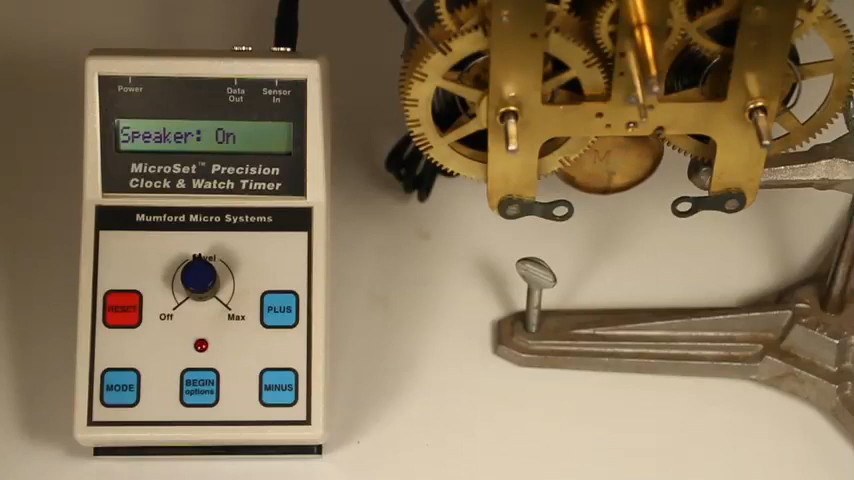 Power
Data
Out
Sensor
In
Speaker: On
MicroSet™ Precision
Clock & Watch Timer
Mumford Micro Systems
Level
Off
Max
RESET
PLUS
MODE
BEGIN
options
MINUS